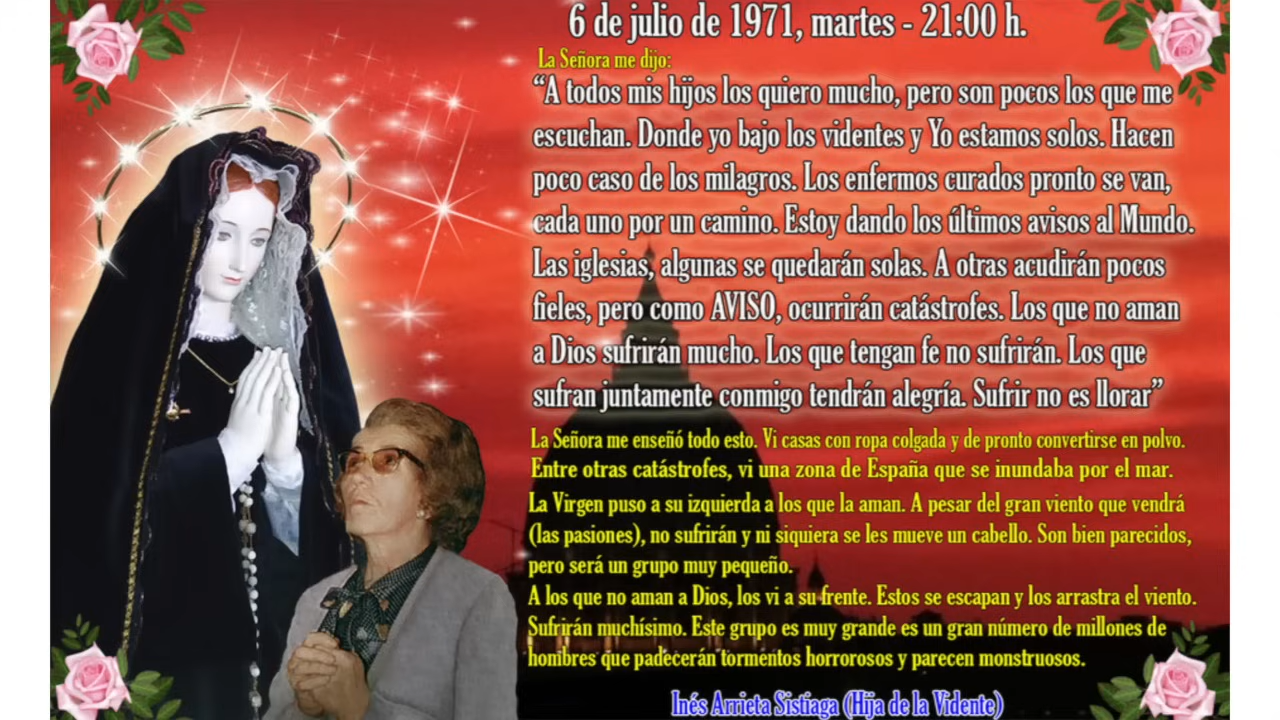 6 de julio de 1971, martes - 21:00 h.
La Señora me dijo:
“A todos mis hijos los quiero mucho, pero son pocos los que me
escuchan. Donde yo bajo los videntes y Yo estamos solos. Hacen
poco caso de los milagros. Los enfermos curados pronto se van,
cada uno por un camino. Estoy dando los últimos avisos al Mundo.
Las iglesias, algunas se quedarán solas. A otras acudirán pocos
fieles, pero como AVISO, ocurrirán catástrofes. Los que no aman
a Dios sufrirán mucho. Los que tengan fe no sufrirán. Los que
sufran juntamente conmigo tendrán alegría. Sufrir no es llorar”
La Señora me enseñó todo esto. Vi casas con ropa colgada y de pronto convertirse en polvo.
Entre otras catástrofes, vi una zona de España que se inundaba por el mar.
La Virgen puso a su izquierda a los que la aman. A pesar del gran viento que vendrá
(las pasiones), no sufrirán y ni siquiera se les mueve un cabello. Son bien parecidos,
pero será un grupo muy pequeño.
A los que no aman a Dios, los vi a su frente. Estos se escapan y los arrastra el viento.
Sufrirán muchísimo. Este grupo es muy grande es un gran número de millones de
hombres que padecerán tormentos horrorosos y parecen monstruosos.
Inés Arrieta Sistiaga (Hija de la Vidente)